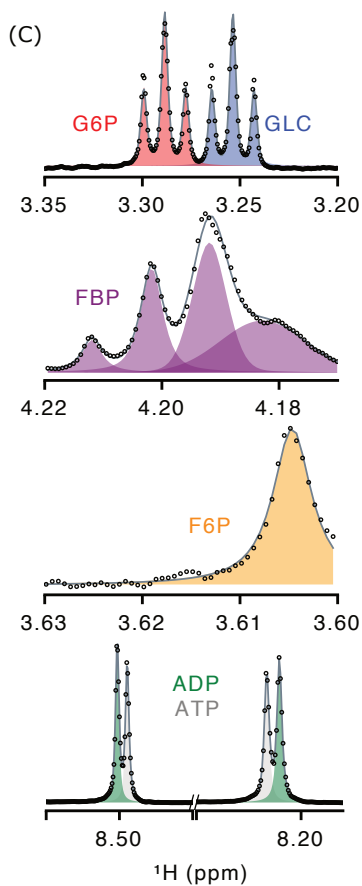 (C)
G6P GLC
3.35 3.30 3.25 3.20
FBP
4.22 4.20 4.18
F6P
3.63 3.62 3.61 3.60
ADP
ATP
8.50 8.20
¹H (ppm)